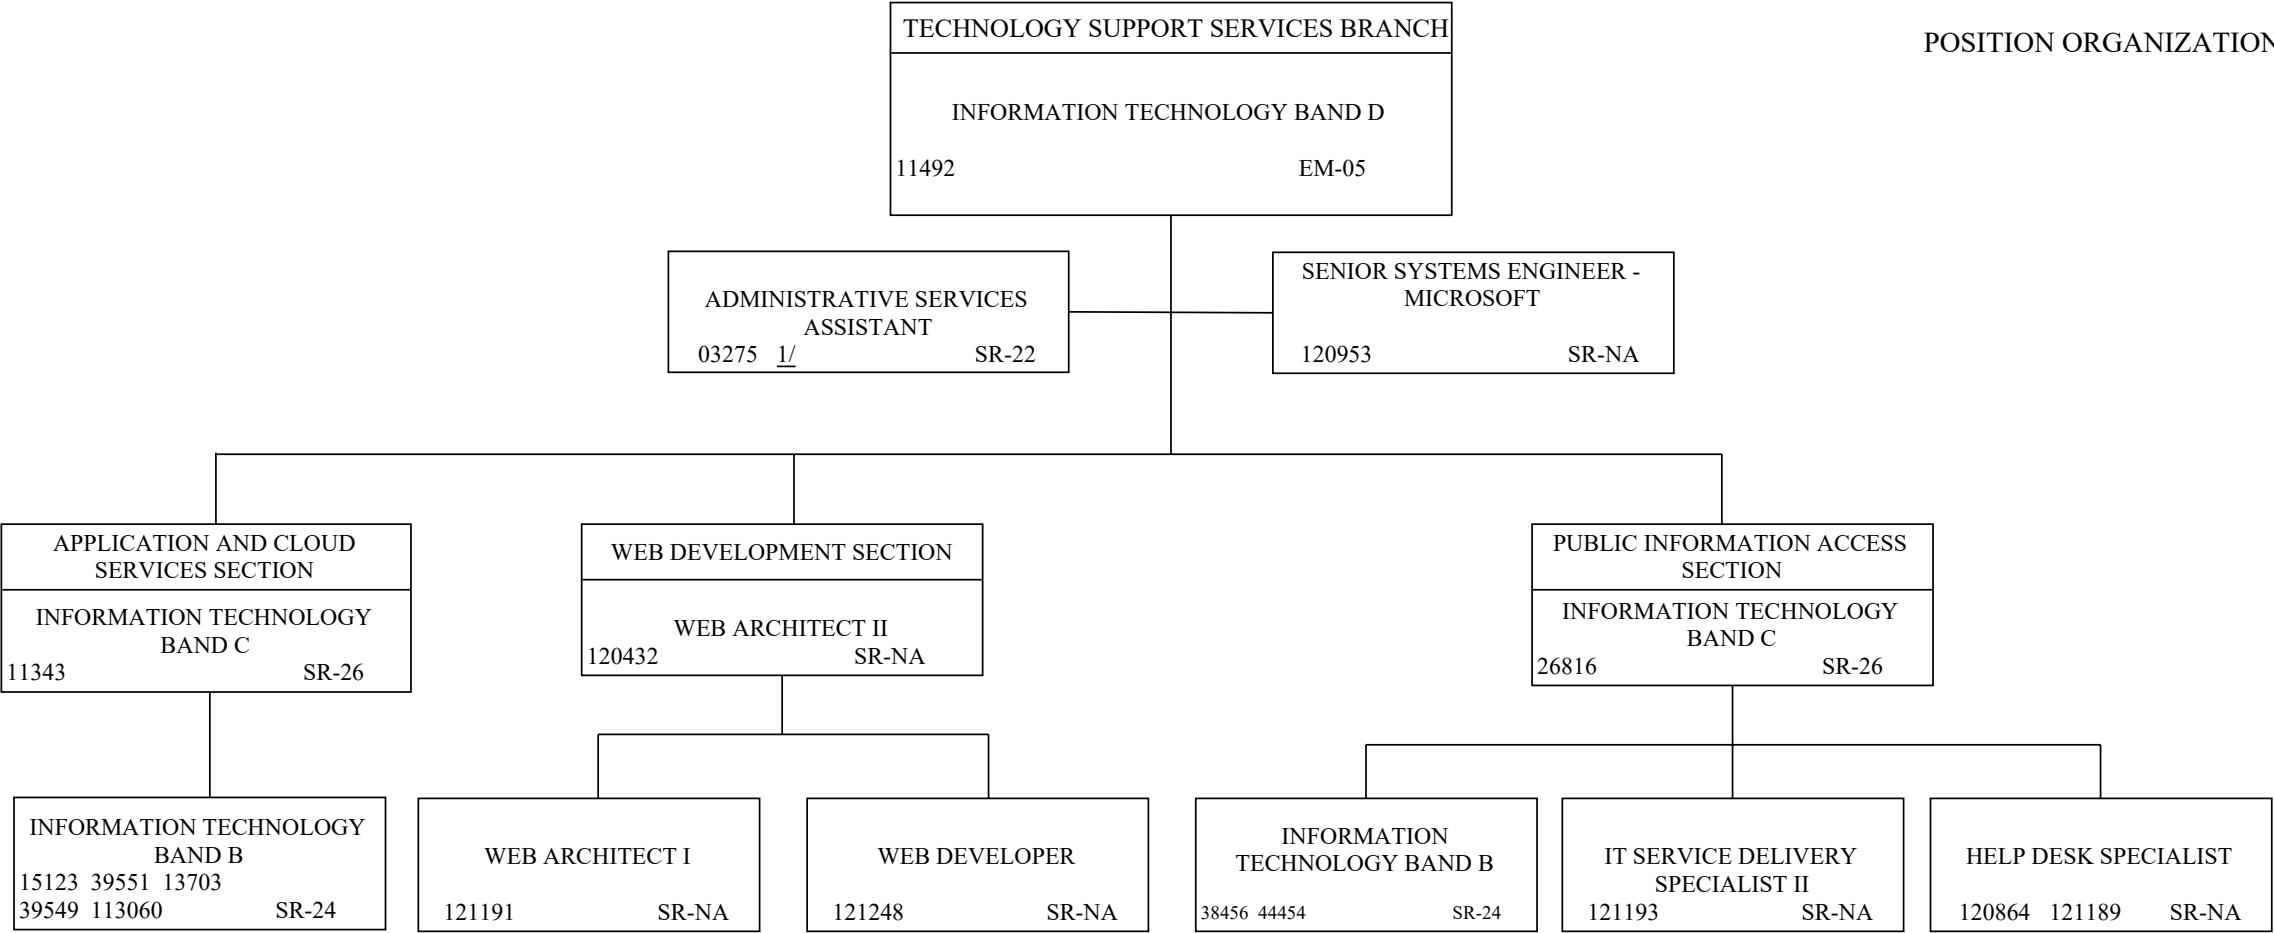 TECHNOLOGY SUPPORT SERVICES BRANCH
POSITION ORGANIZATION
INFORMATION TECHNOLOGY BAND D
11492 EM-05
ADMINISTRATIVE SERVICES
ASSISTANT
03275 1/ SR-22
SENIOR SYSTEMS ENGINEER -
MICROSOFT
120953 SR-NA
APPLICATION AND CLOUD
SERVICES SECTION
INFORMATION TECHNOLOGY
BAND C
11343 SR-26
WEB DEVELOPMENT SECTION
WEB ARCHITECT II
120432 SR-NA
PUBLIC INFORMATION ACCESS
SECTION
INFORMATION TECHNOLOGY
BAND C
26816 SR-26
INFORMATION TECHNOLOGY
BAND B
15123 39551 13703
39549 113060 SR-24
WEB ARCHITECT I
121191 SR-NA
WEB DEVELOPER
121248 SR-NA
INFORMATION
TECHNOLOGY BAND B
38456 44454 SR-24
IT SERVICE DELIVERY
SPECIALIST II
121193 SR-NA
HELP DESK SPECIALIST
120864 121189 SR-NA